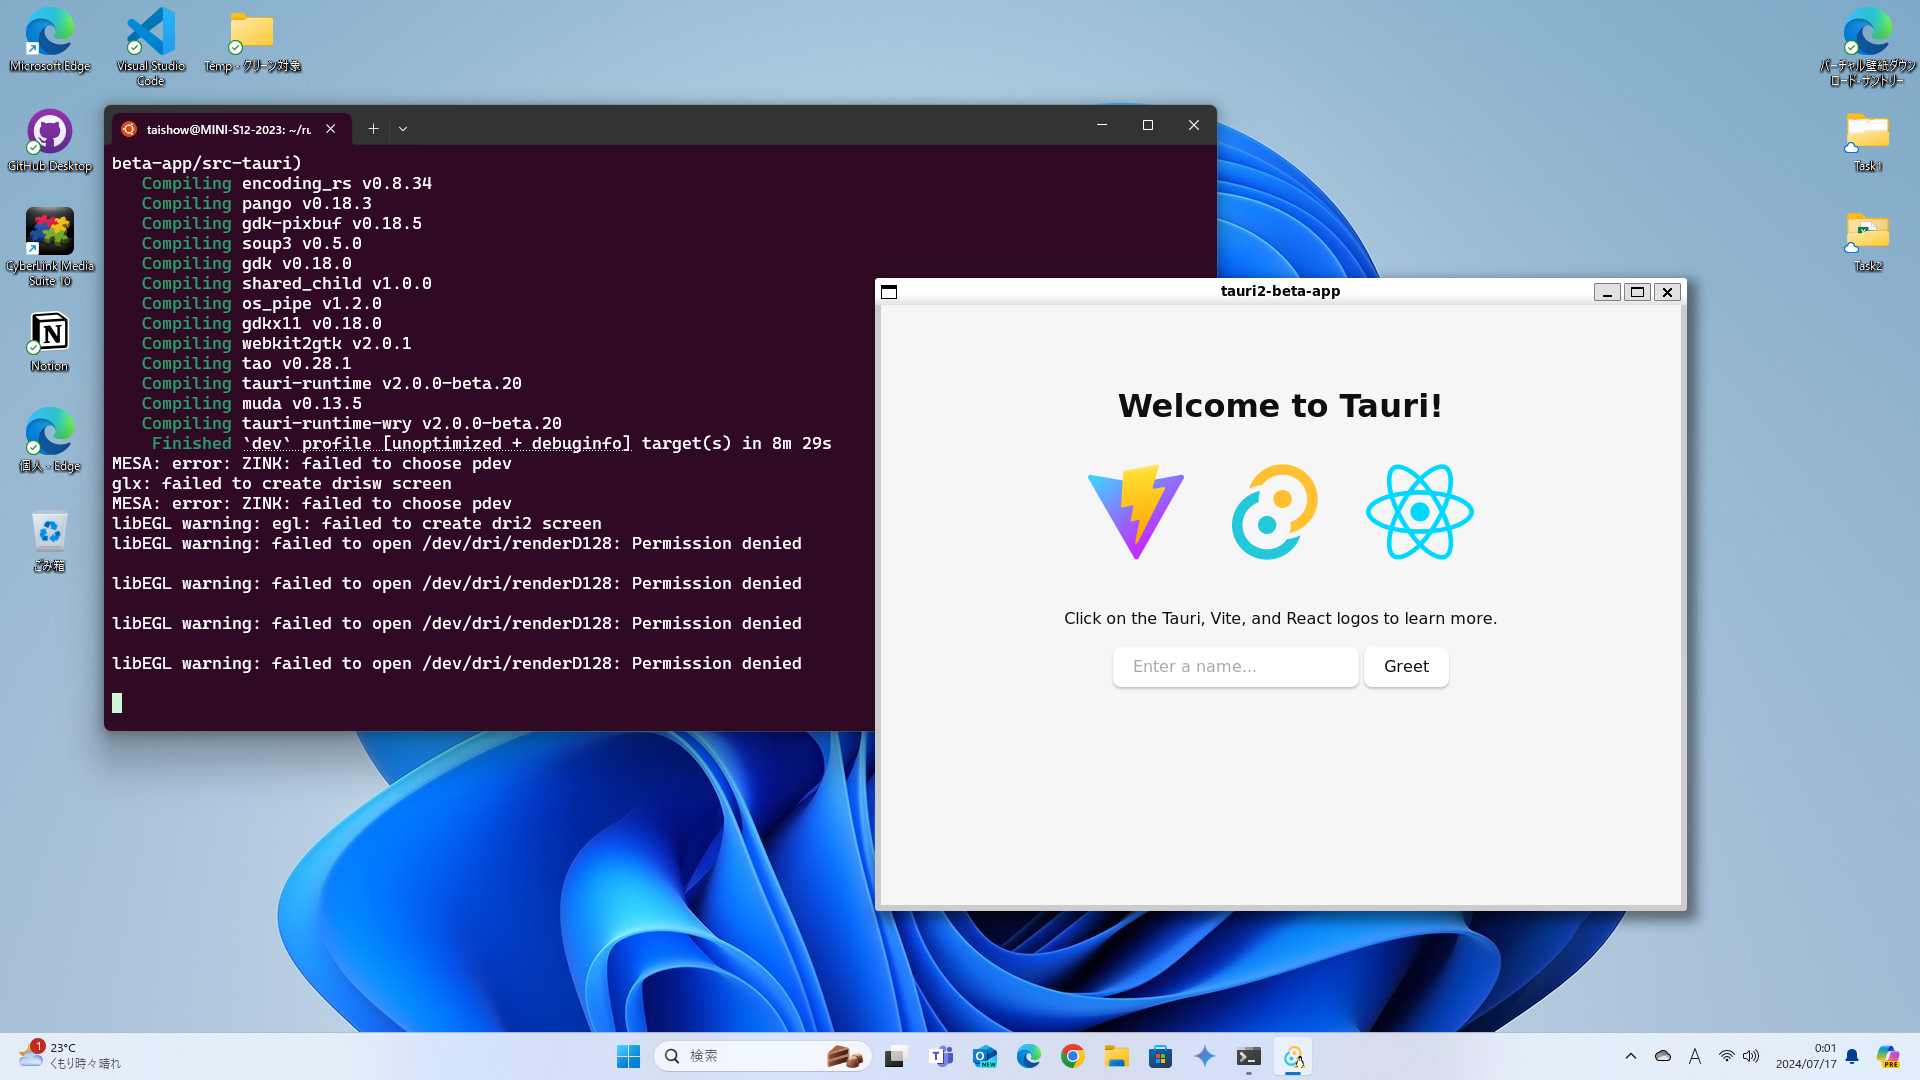 Microsoft Edge
Visual Studio
Code
Temp - クリーン対象
GitHub Desktop
CyberLink Media
Suite 10
Notion
個人 - Edge
ごみ箱
バーチャル壁紙ダウン
ロード·サントリー
Task1
Task2
taishow@MINI-S12-2023: ~/ru
beta-app/src-tauri)
Compiling encoding_rs v0.8.34
Compiling pango v0.18.3
Compiling gdk-pixbuf v0.18.5
Compiling soup3 v0.5.0
Compiling gdk v0.18.0
Compiling shared_child v1.0.0
Compiling os_pipe v1.2.0
Compiling gdkx11 v0.18.0
Compiling webkit2gtk v2.0.1
Compiling tao v0.28.1
Compiling tauri-runtime v2.0.0-beta.20
Compiling muda v0.13.5
Compiling tauri-runtime-wry v2.0.0-beta.20
Finished `dev` profile [unoptimized + debuginfo] target(s) in 8m 29s
MESA: error: ZINK: failed to choose pdev
glx: failed to create drisw screen
MESA: error: ZINK: failed to choose pdev
libEGL warning: egl: failed to create dri2 screen
libEGL warning: failed to open /dev/dri/renderD128: Permission denied
libEGL warning: failed to open /dev/dri/renderD128: Permission denied
libEGL warning: failed to open /dev/dri/renderD128: Permission denied
libEGL warning: failed to open /dev/dri/renderD128: Permission denied
tauri2-beta-app
Welcome to Tauri!
Click on the Tauri, Vite, and React logos to learn more.
Enter a name...
Greet
1
23°C
くもり時々晴れ
検索
NEW
A
0:01
2024/07/17
PRE